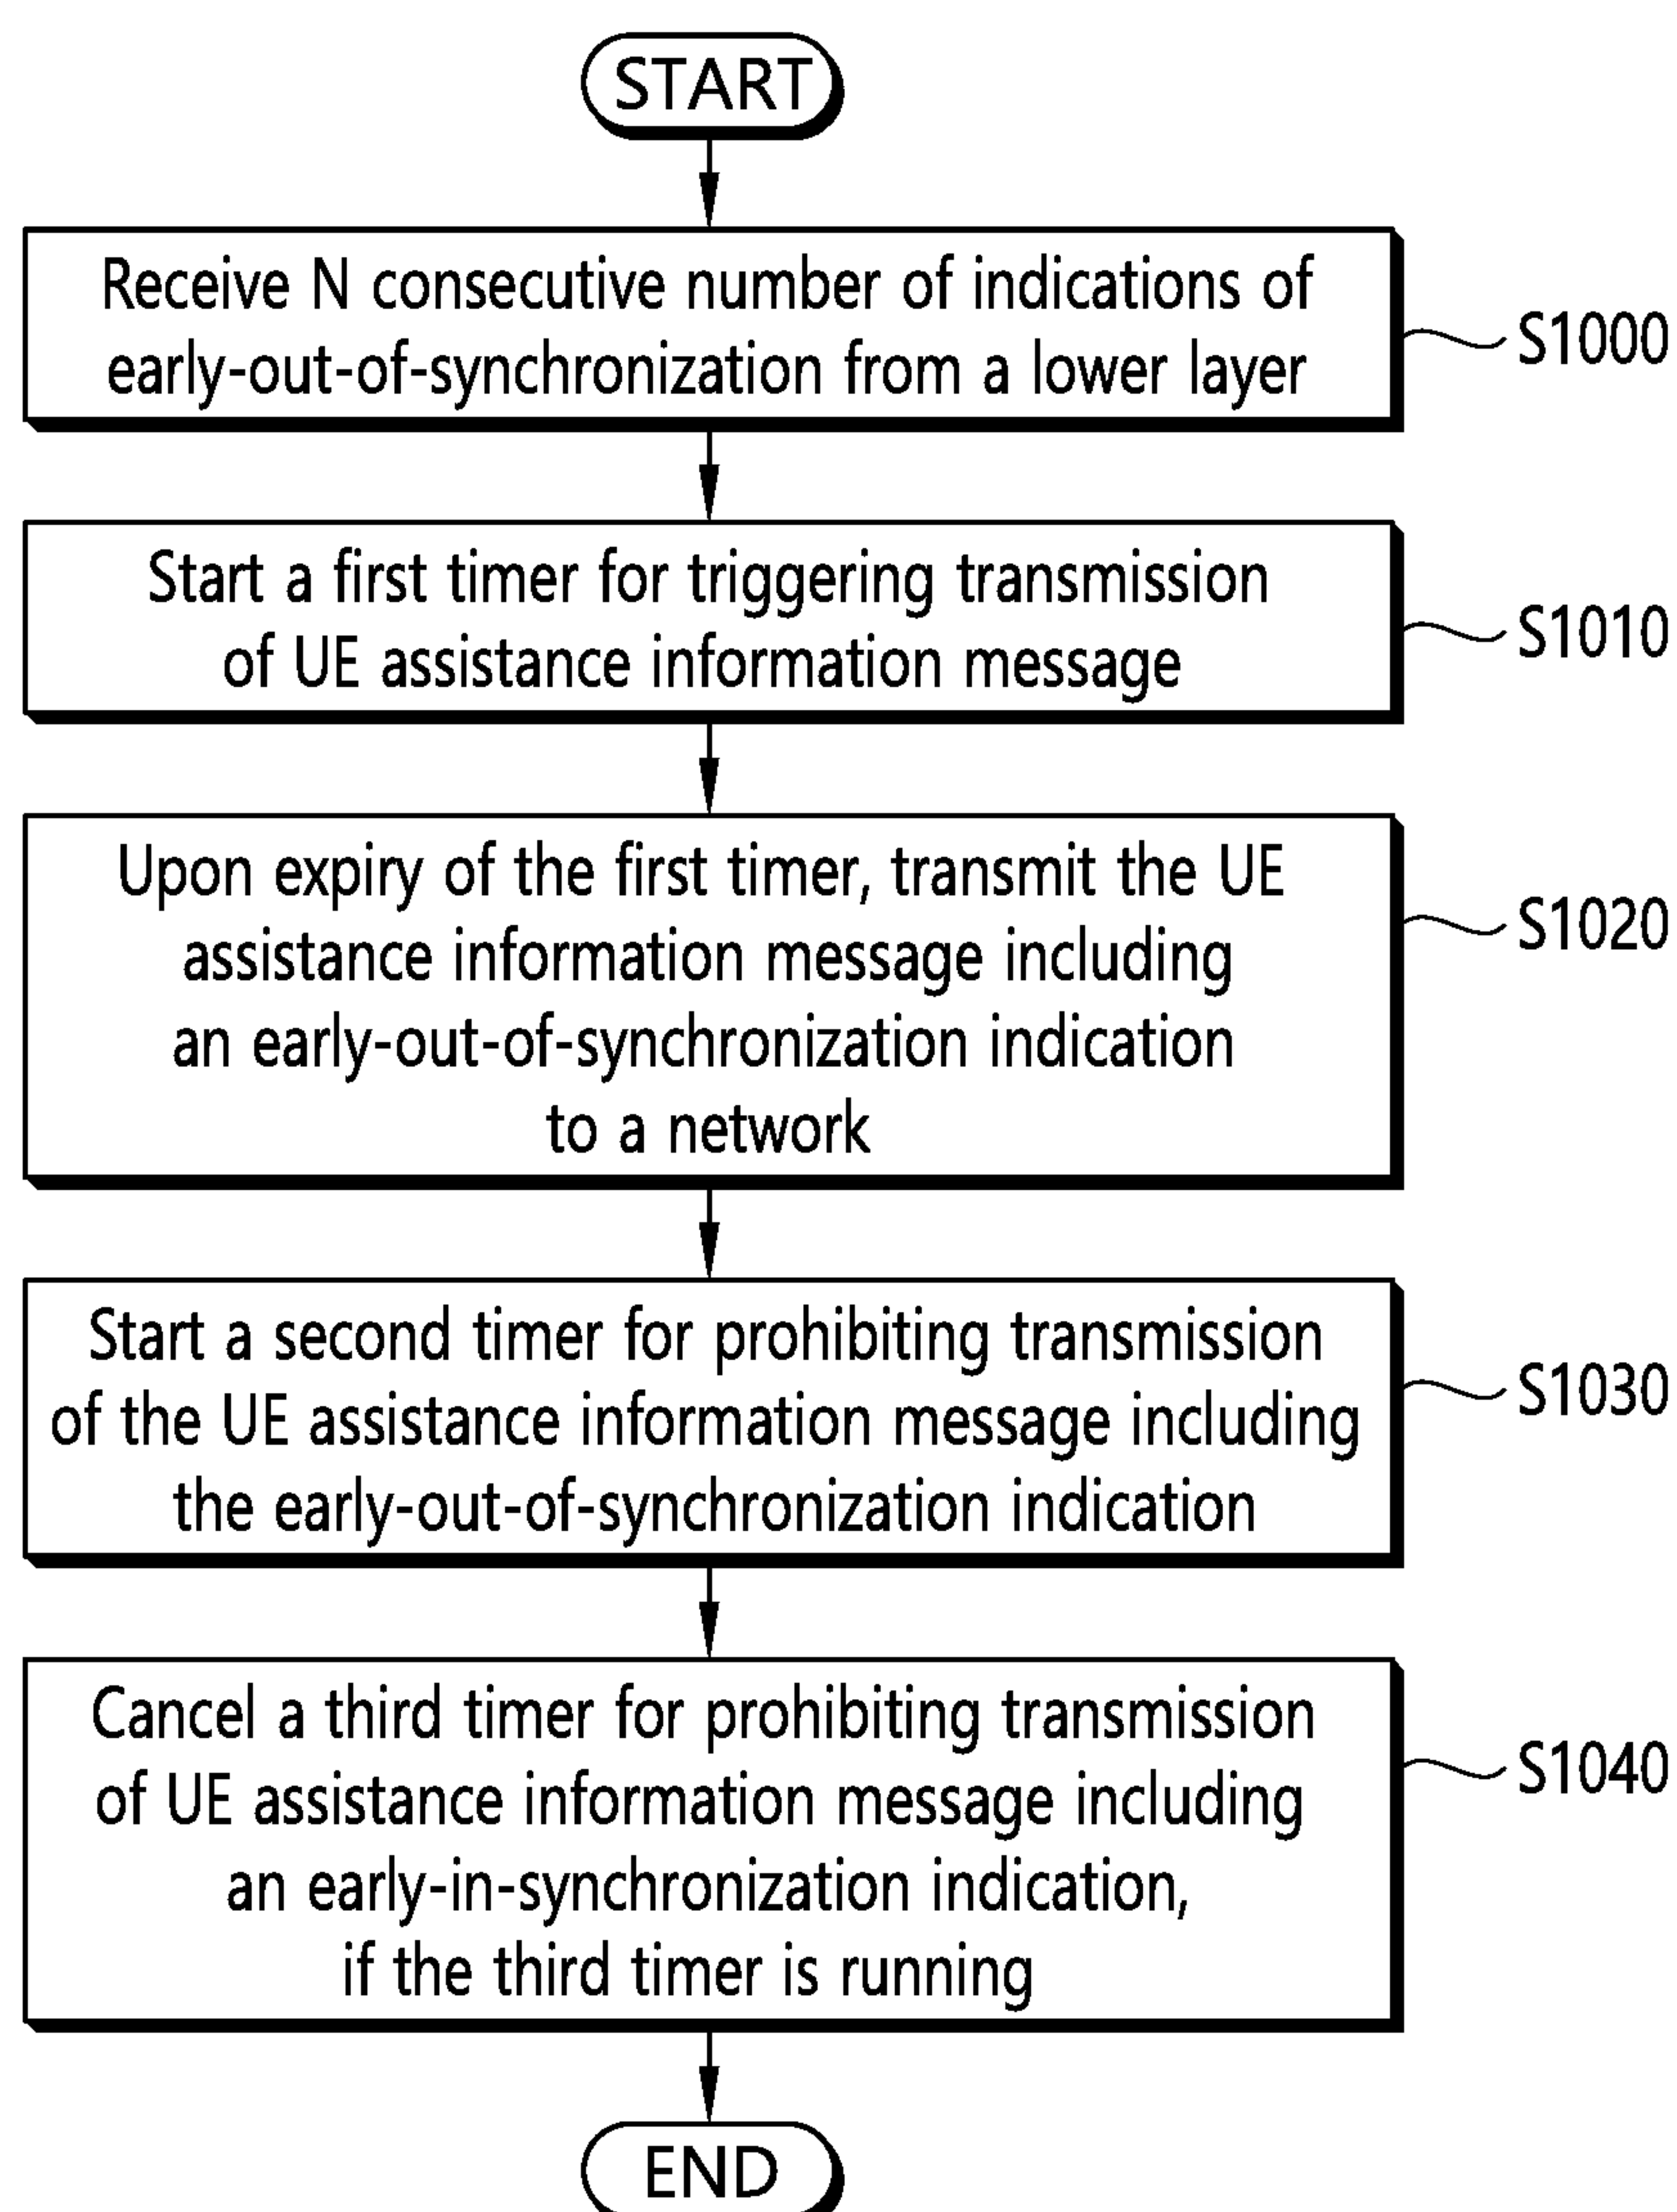 START
Receive N consecutive number of indications of
early-out-of-synchronization from a lower layer
S1000
Start a first timer for triggering transmission
of UE assistance information message
S1010
Upon expiry of the first timer, transmit the UE
assistance information message including
an early-out-of-synchronization indication
to a network
S1020
Start a second timer for prohibiting transmission
of the UE assistance information message including
the early-out-of-synchronization indication
S1030
Cancel a third timer for prohibiting transmission
of UE assistance information message including
an early-in-synchronization indication,
if the third timer is running
S1040
END